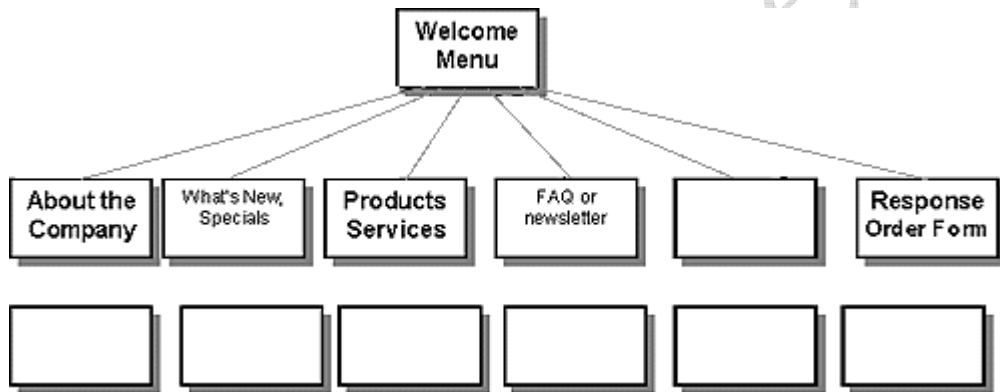 Welcome
Menu
About the
Company
What's New,
Specials
Products
Services
FAQ or
newsletter
Response
Order Form